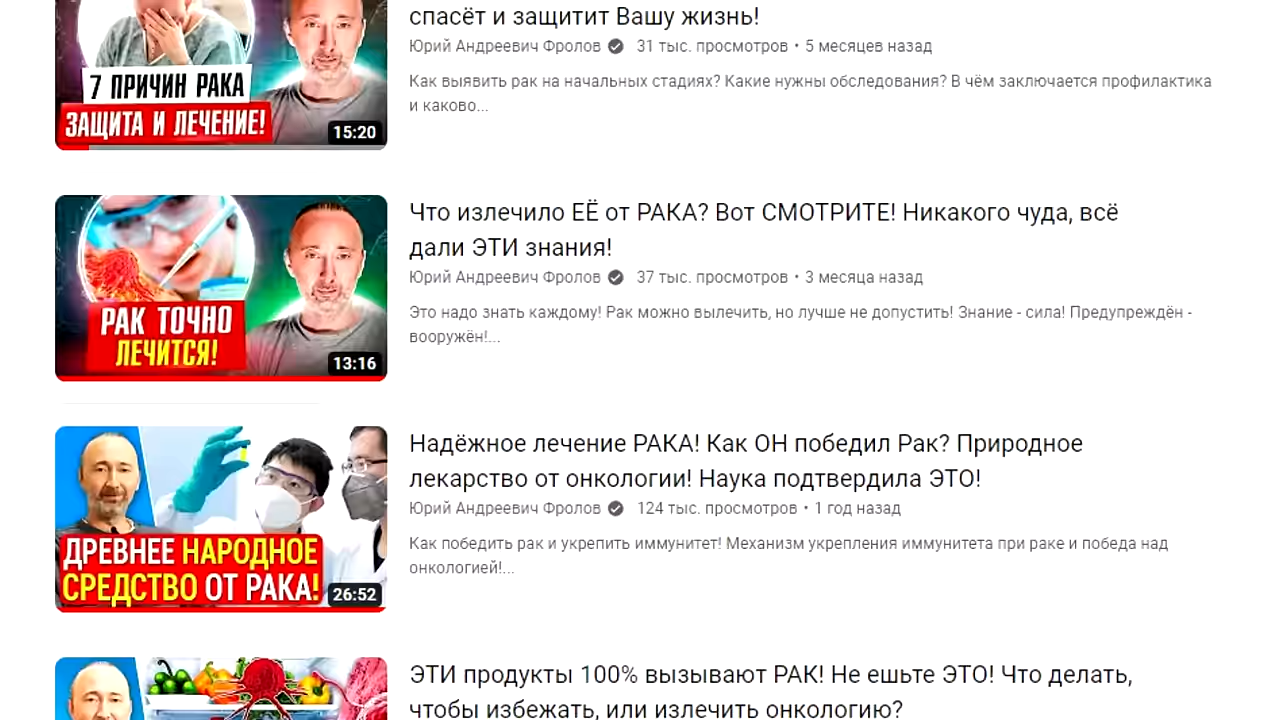 спасёт и защитит Вашу жизнь!
Юрий Андреевич Фролов 31 тыс. просмотров • 5 месяцев назад
Как выявить рак на начальных стадиях? Какие нужны обследования? В чём заключается профилактика
и каково...
7 ПРИЧИН РАКА
ЗАЩИТА И ЛЕЧЕНИЕ!
15:20
Что излечило ЕЁ от РАКА? Вот СМОТРИТЕ! Никакого чуда, всё
дали ЭТИ знания!
Юрий Андреевич Фролов 37 тыс. просмотров • 3 месяца назад
Это надо знать каждому! Рак можно вылечить, но лучше не допустить! Знание - сила! Предупреждён -
вооружён!...
РАК ТОЧНО
ЛЕЧИТСЯ!
13:16
Надёжное лечение РАКА! Как ОН победил Рак? Природное
лекарство от онкологии! Наука подтвердила ЭТО!
Юрий Андреевич Фролов 124 тыс. просмотров • 1 год назад
Как победить рак и укрепить иммунитет! Механизм укрепления иммунитета при раке и победа над
онкологией!...
ДРЕВНЕЕ НАРОДНОЕ
СРЕДСТВО ОТ РАКА!
26:52
ЭТИ продукты 100% вызывают РАК! Не ешьте ЭТО! Что делать,
чтобы избежать, или излечить онкологию?